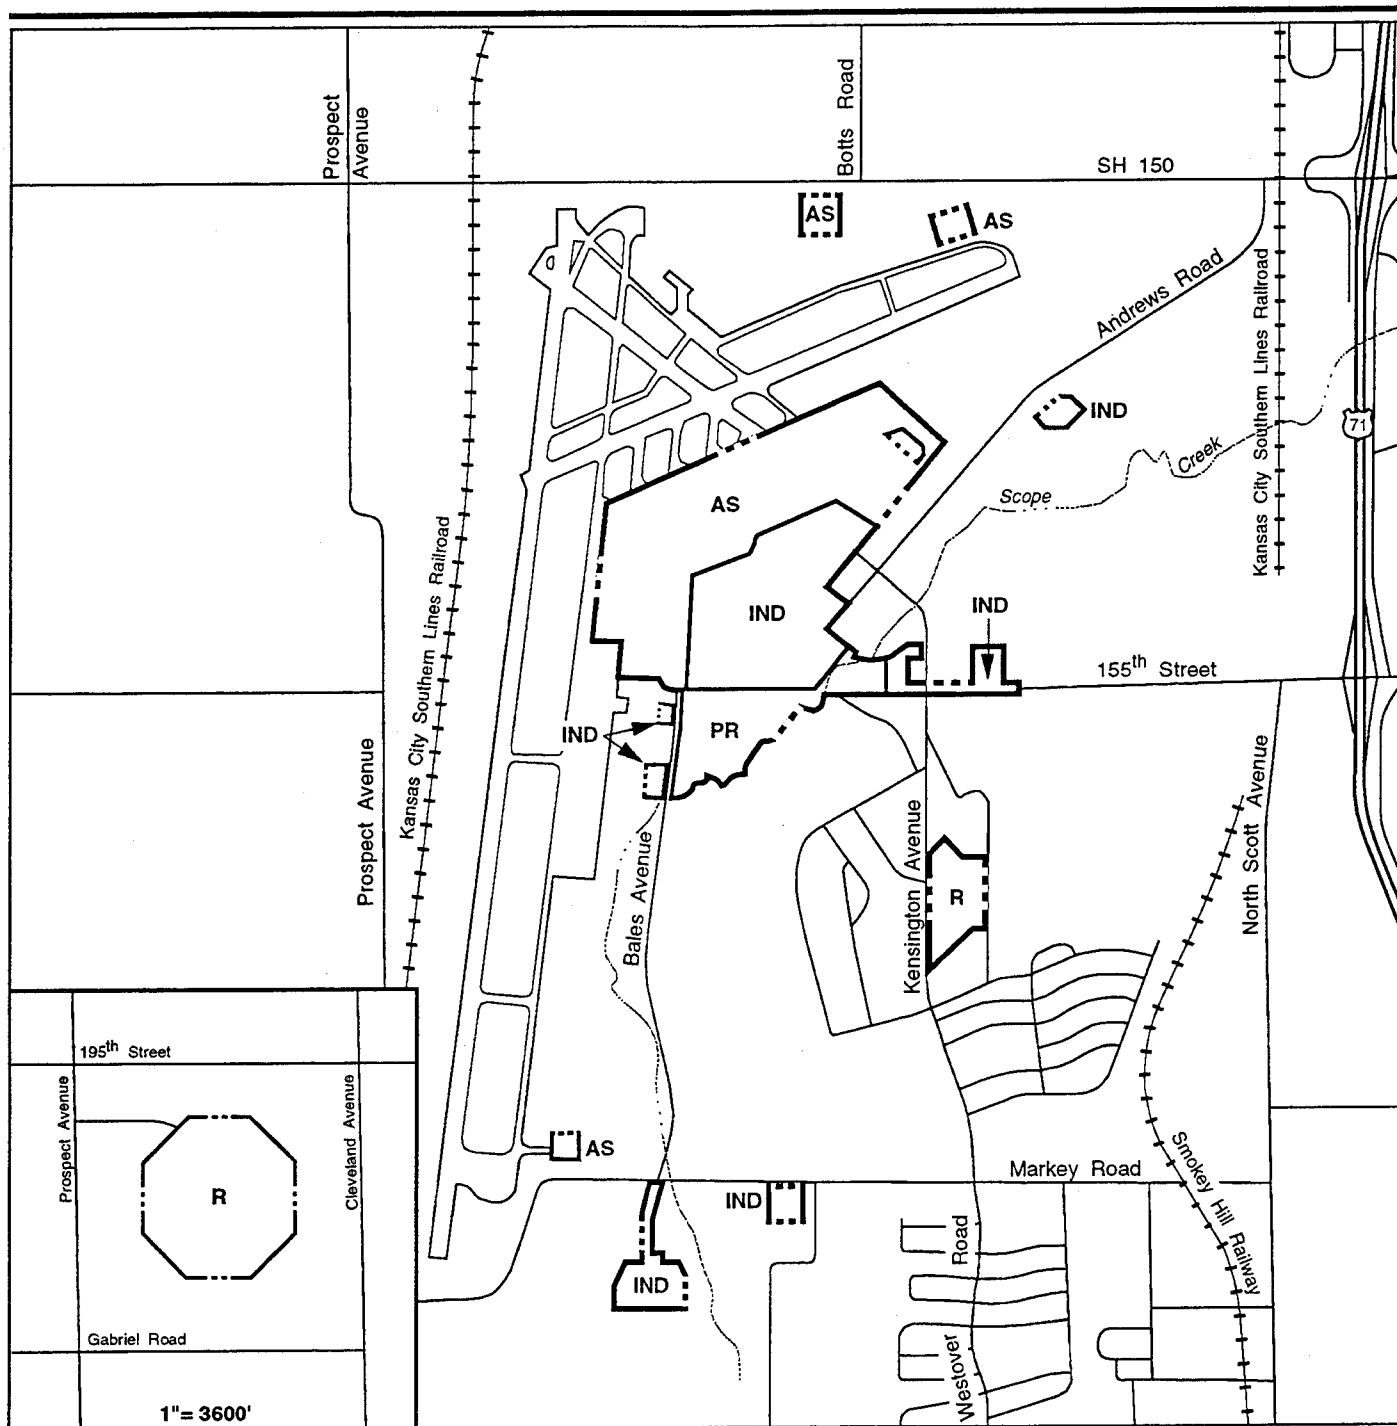 Prospect
Avenue
Botts Road
SH 150
AS
AS
Andrews Road
Kansas City Southern Lines Railroad
71
IND
Creek
Scope
AS
IND
IND
155th Street
Kansas City Southern Lines Railroad
Prospect Avenue
IND
PR
North Scott Avenue
Bales Avenue
Kensington Avenue
R
195th Street
Prospect Avenue
Cleveland Avenue
R
Gabriel Road
1"= 3600'
AS
Markey Road
Smokey Hill Railway
IND
IND
Westover Road